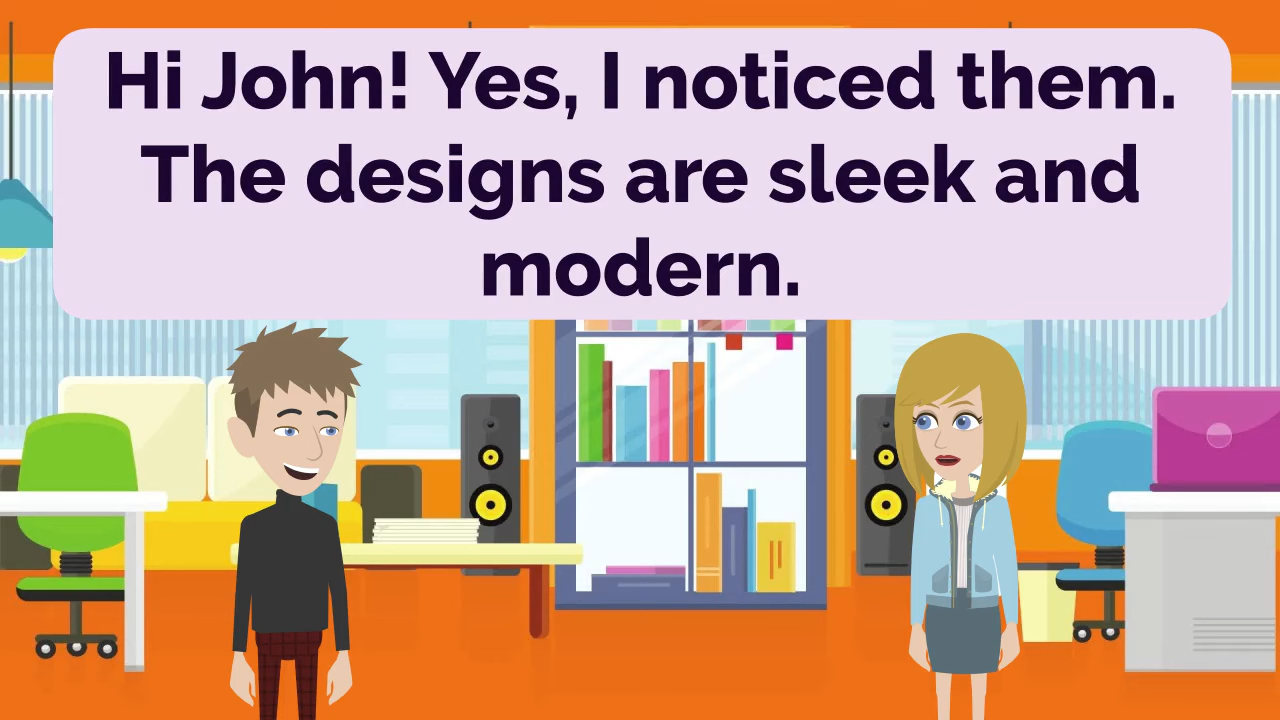 Hi John! Yes, I noticed them.
The designs are sleek and
modern.